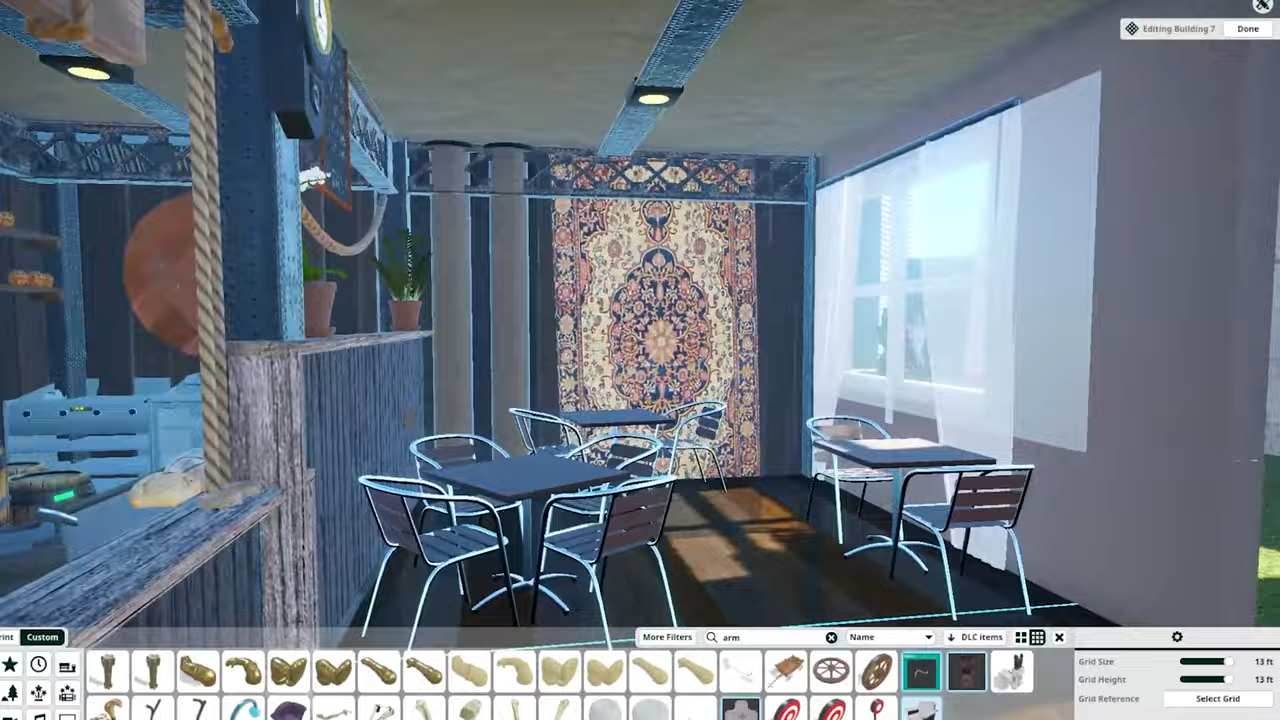 Editing Building 7 Done
Custom More Filters arm Name DLC items
Grid Size 13 ft
Grid Height 13 ft
Grid Reference Select Grid